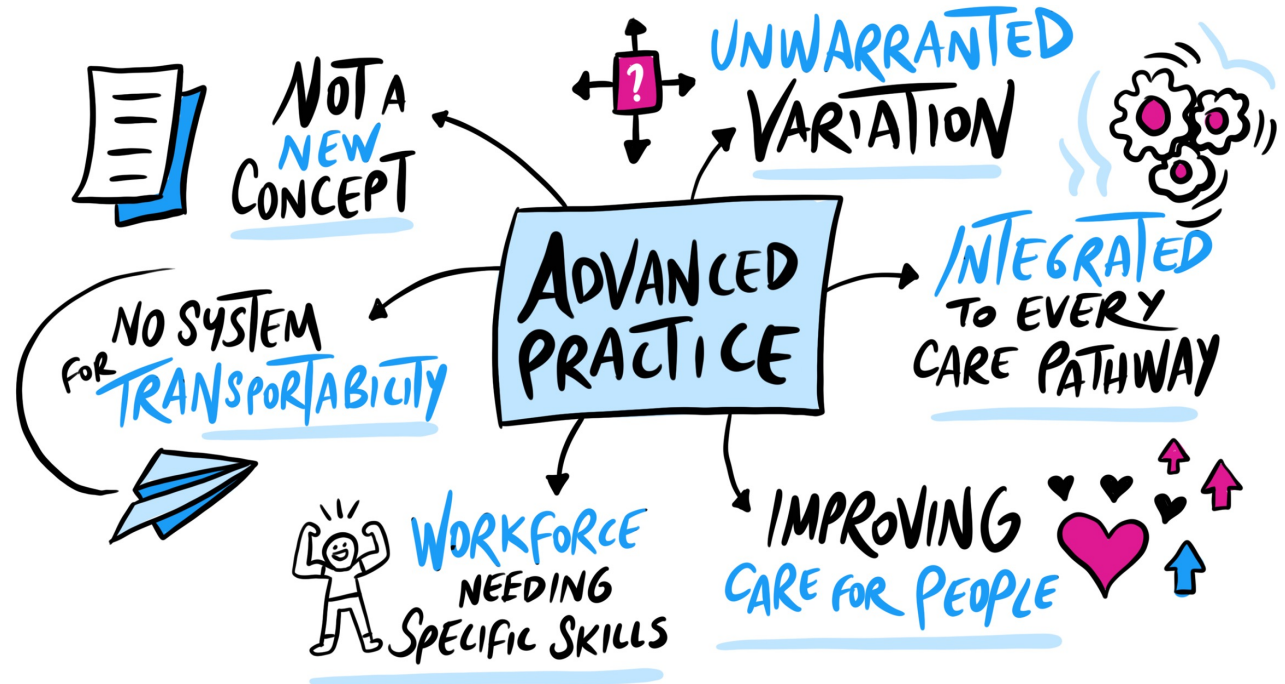 NOT A
NEW
CONCEPT
?
UNWARRANTED
VARIATION
ADVANCED
PRACTICE
INTEGRATED
TO EVERY
CARE PATHWAY
NO SYSTEM
FOR TRANSPORTABILITY
WORKFORCE
NEEDING
SPECIFIC SKILLS
IMPROVING
CARE FOR PEOPLE